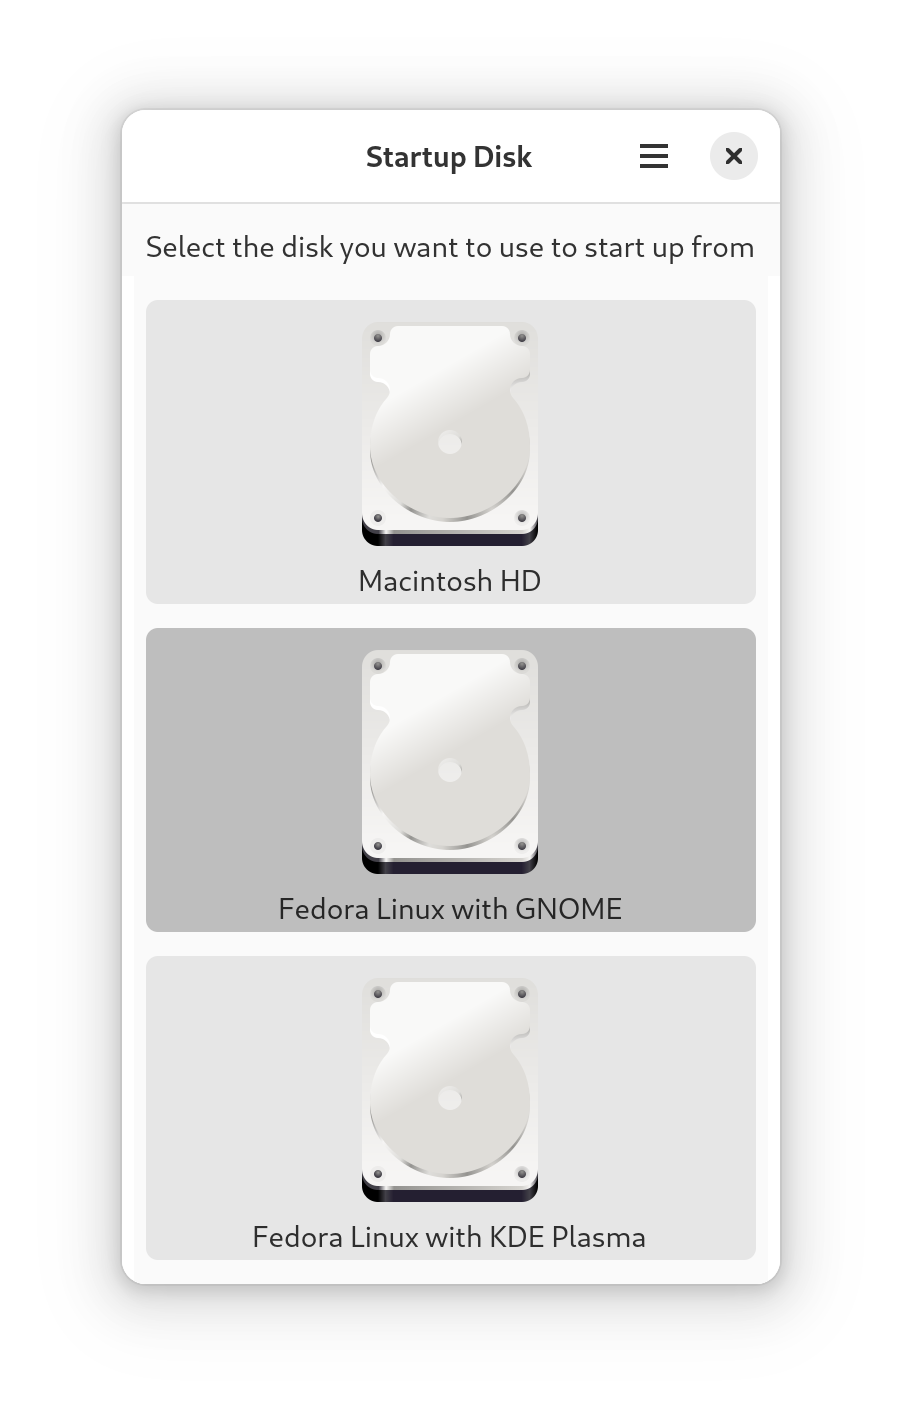 Startup Disk
Select the disk you want to use to start up from
Macintosh HD
Fedora Linux with GNOME
Fedora Linux with KDE Plasma